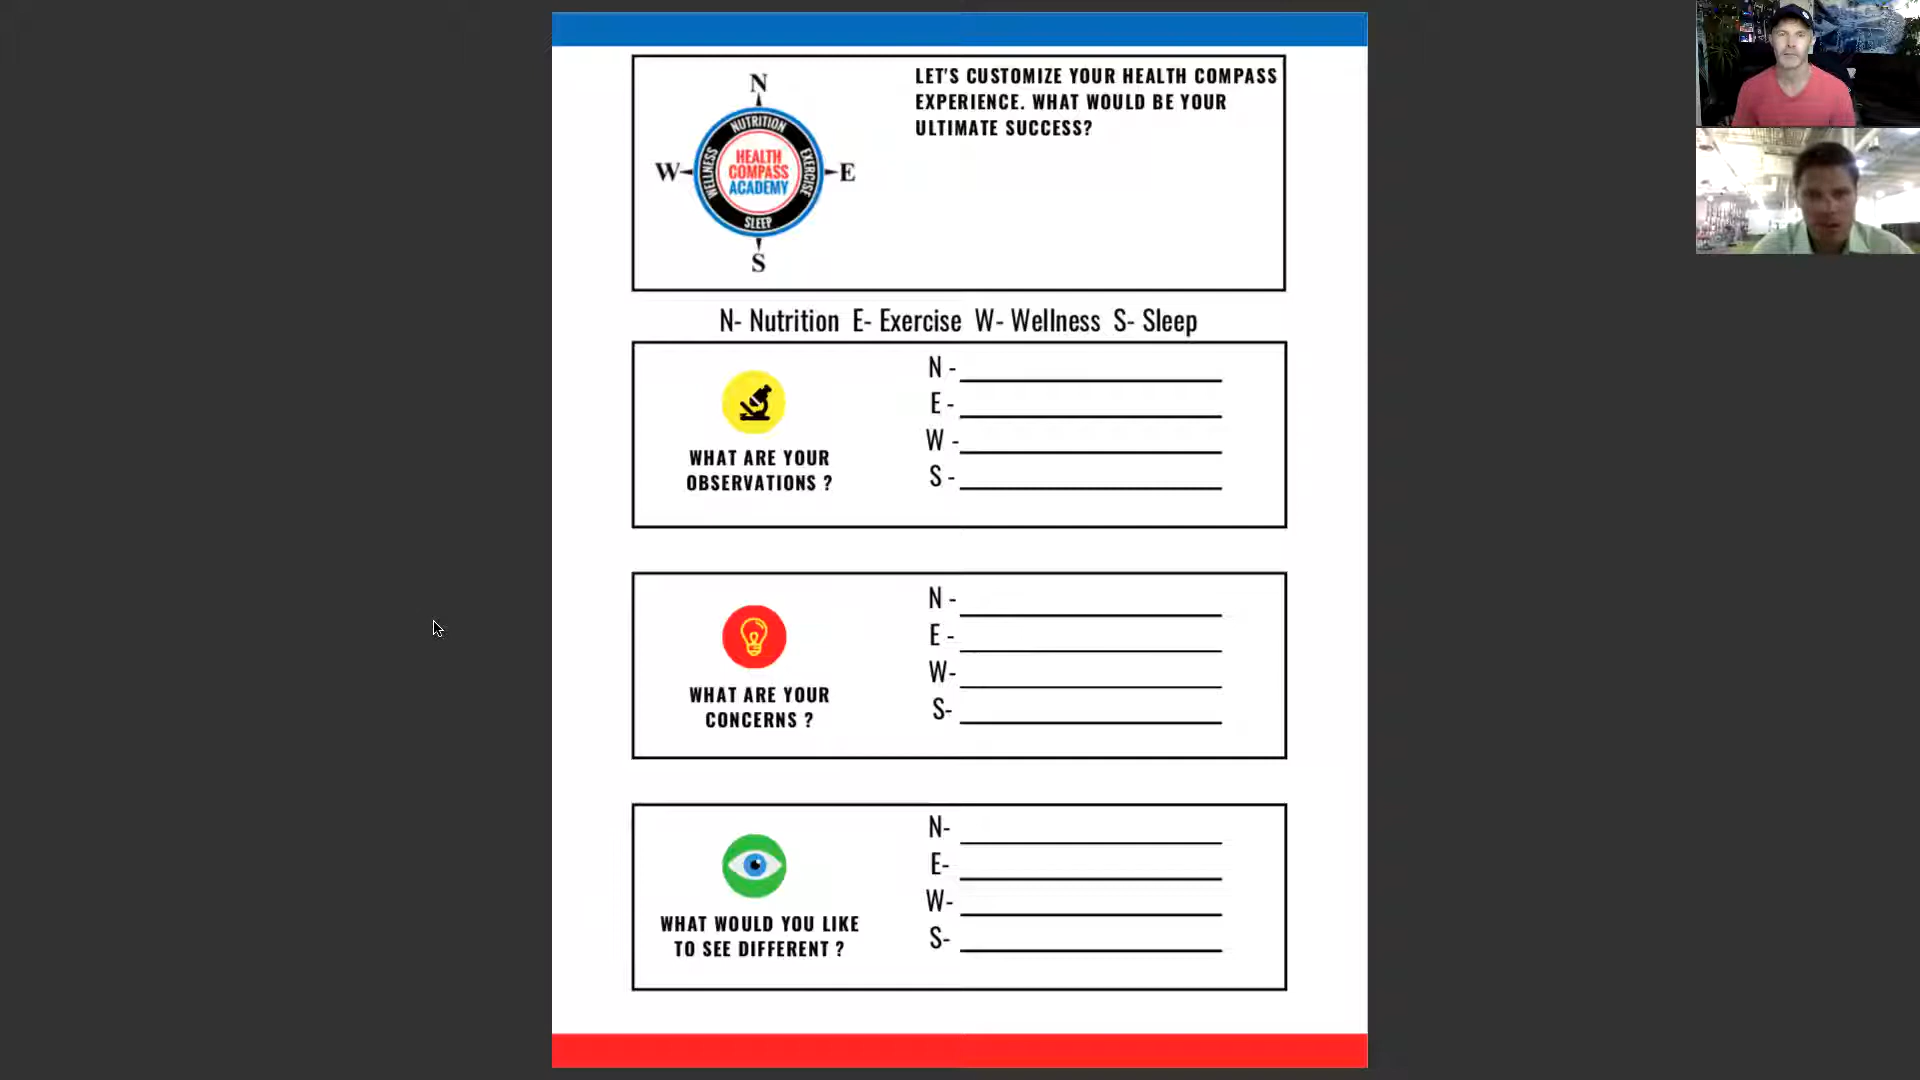 N
NUTRITION
WELLNESS
EXERCISE
W
HEALTH
COMPASS
ACADEMY
E
SLEEP
S
LET'S CUSTOMIZE YOUR HEALTH COMPASS
EXPERIENCE. WHAT WOULD BE YOUR
ULTIMATE SUCCESS?
N- Nutrition E- Exercise W- Wellness S- Sleep
WHAT ARE YOUR
OBSERVATIONS ?
N -
E -
W -
S -
WHAT ARE YOUR
CONCERNS ?
N -
E -
W-
S-
WHAT WOULD YOU LIKE
TO SEE DIFFERENT ?
N-
E-
W-
S-